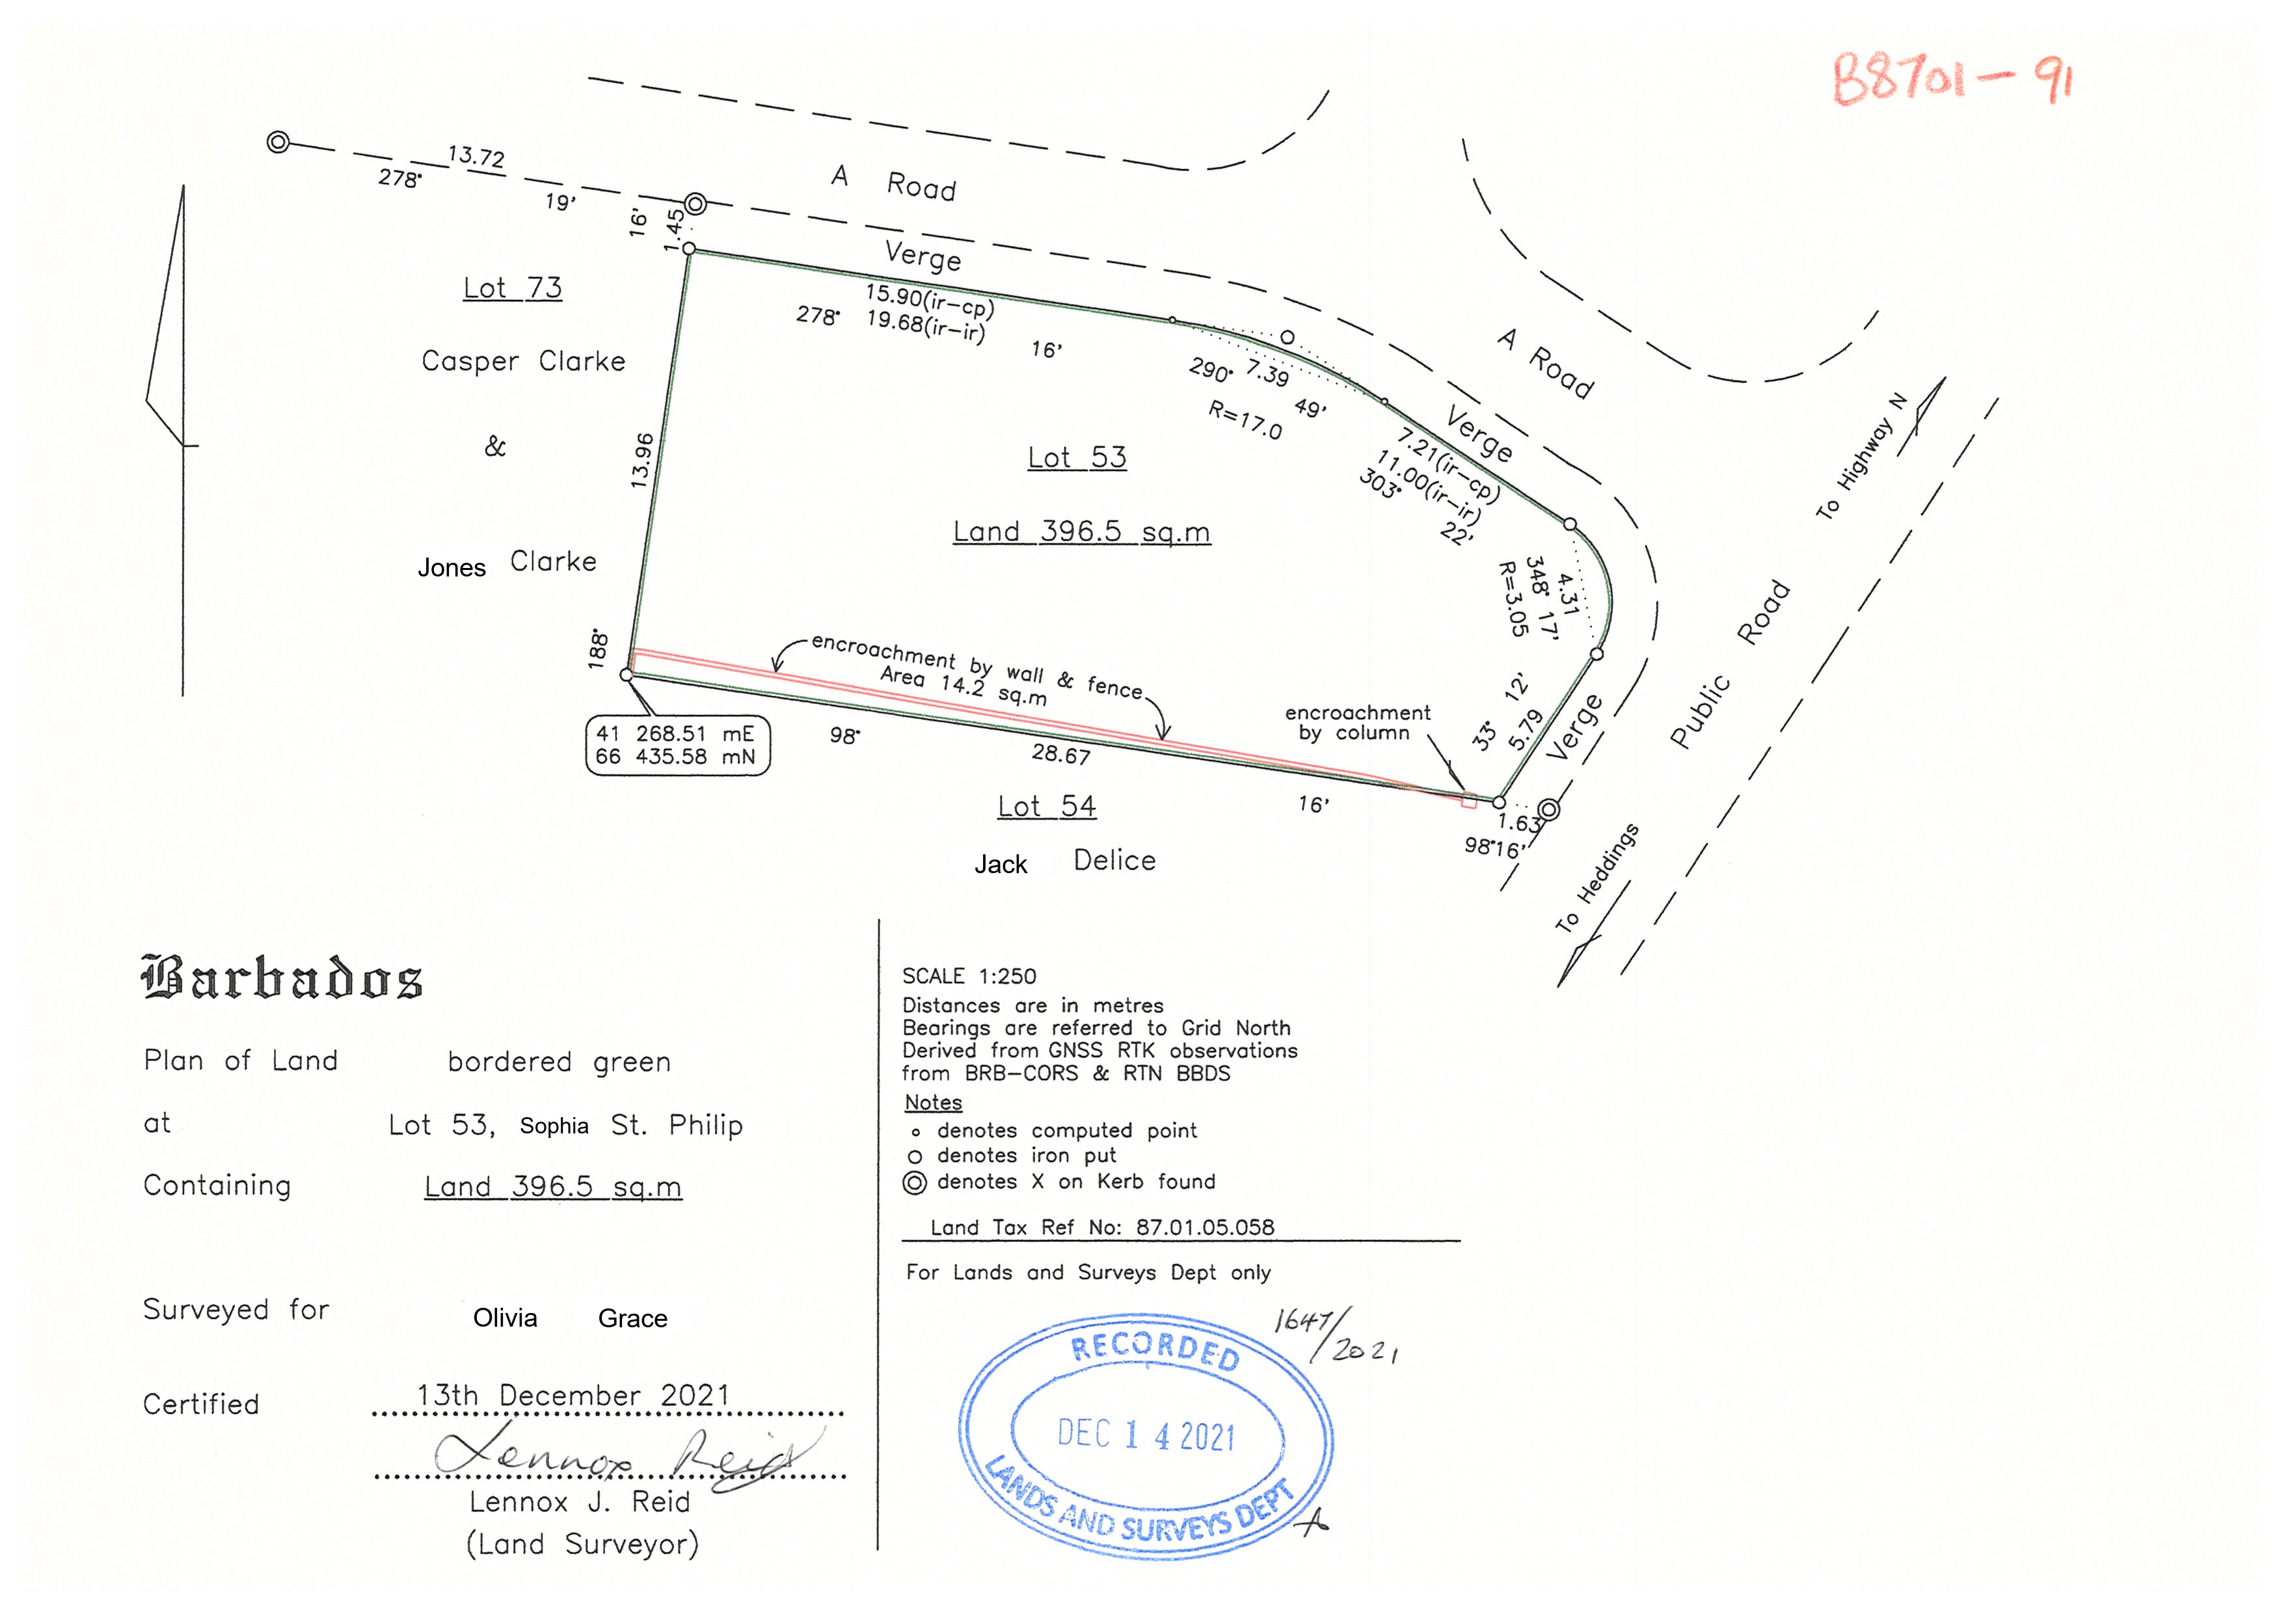 B8701-91
13.72
278° 19'
A Road
16'
1.45
Verge
Lot 73
15.90(ir-cp)
278° 19.68(ir-ir) 16'
Casper Clarke
&
Jones Clarke
13.96
188°
290° 7.39 49'
R=17.0
A Road
Verge
7.21(ir-cp)
11.00(ir-ir)
303° 22'
Lot 53
Land 396.5 sq.m
4.31
348° 17'
R=3.05
To Highway N
Public Road
encroachment by wall & fence
Area 14.2 sq.m
encroachment
by column
33° 12'
5.79
Verge
41 268.51 mE
66 435.58 mN
98° 28.67 16'
1.63
98°16'
To Heddings
Lot 54
Jack Delice
Barbados
Plan of Land bordered green
at Lot 53, Sophia St. Philip
Containing Land 396.5 sq.m
Surveyed for Olivia Grace
Certified 13th December 2021
Lennox Reid
Lennox J. Reid
(Land Surveyor)
SCALE 1:250
Distances are in metres
Bearings are referred to Grid North
Derived from GNSS RTK observations
from BRB-CORS & RTN BBDS
Notes
denotes computed point
denotes iron put
denotes X on Kerb found
Land Tax Ref No: 87.01.05.058
For Lands and Surveys Dept only
1647/2021
RECORDED
DEC 14 2021
LANDS AND SURVEYS DEPT